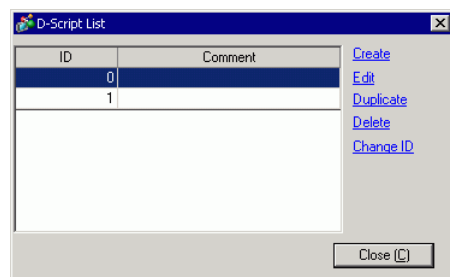 D-Script List
ID Comment
0
1
Create
Edit
Duplicate
Delete
Change ID
Close (C)